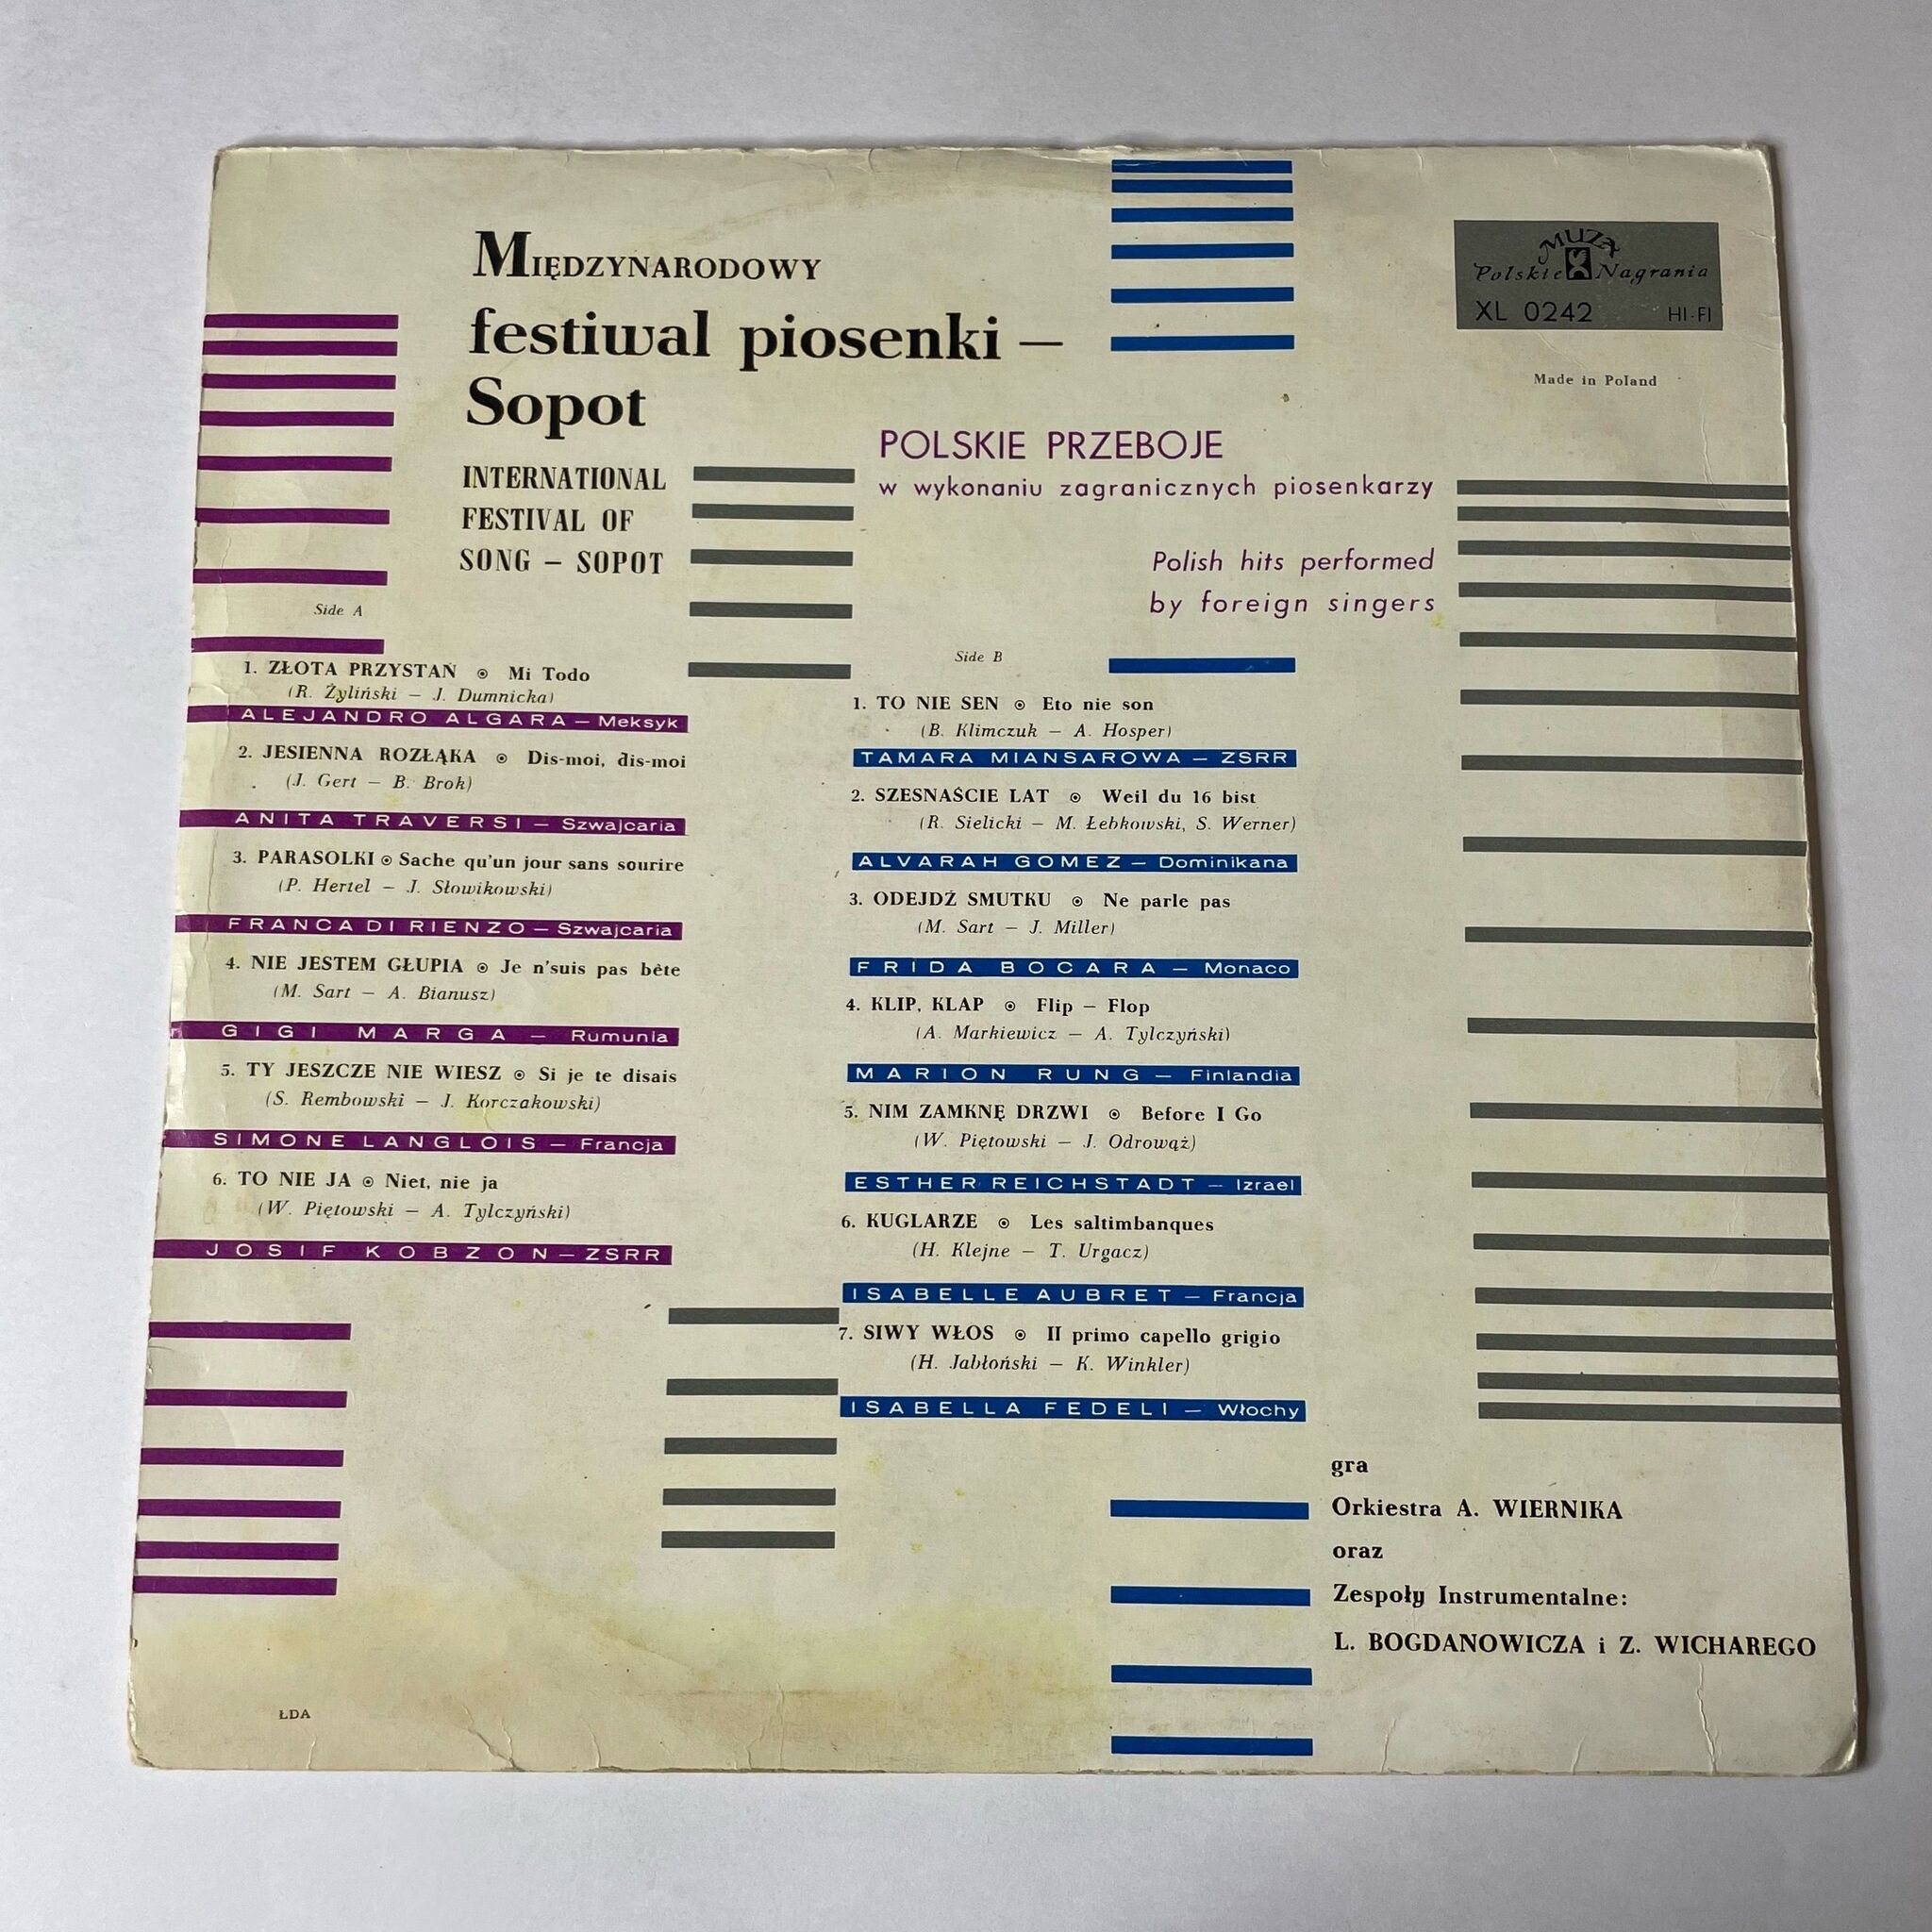 Międzynarodowy
festiwal piosenki –
Sopot
INTERNATIONAL
FESTIVAL OF
SONG – SOPOT
MUZA
Polskie Nagrania
XL 0242 HI-FI
Made in Poland
POLSKIE PRZEBOJE
w wykonaniu zagranicznych piosenkarzy
Polish hits performed
by foreign singers
Side A
1. ZŁOTA PRZYSTAŃ ⊙ Mi Todo
(R. Żyliński – J. Dumnicka)
ALEJANDRO ALGARA – Meksyk
2. JESIENNA ROZŁĄKA ⊙ Dis-moi, dis-moi
(J. Gert – B. Brok)
ANITA TRAVERSI – Szwajcaria
3. PARASOLKI ⊙ Sache qu'un jour sans sourire
(P. Hertel – J. Słowikowski)
FRANCA DI RIENZO – Szwajcaria
4. NIE JESTEM GŁUPIA ⊙ Je n'suis pas bête
(M. Sart – A. Bianusz)
GIGI MARGA – Rumunia
5. TY JESZCZE NIE WIESZ ⊙ Si je te disais
(S. Rembowski – J. Korczakowski)
SIMONE LANGLOIS – Francja
6. TO NIE JA ⊙ Niet, nie ja
(W. Piętowski – A. Tylczyński)
JOSIF KOBZON – ZSRR
Side B
1. TO NIE SEN ⊙ Eto nie son
(B. Klimczuk – A. Hosper)
TAMARA MIANSAROWA – ZSRR
2. SZESNAŚCIE LAT ⊙ Weil du 16 bist
(R. Sielicki – M. Łebkowski, S. Werner)
ALVARAH GOMEZ – Dominikana
3. ODEJDŹ SMUTKU ⊙ Ne parle pas
(M. Sart – J. Miller)
FRIDA BOCARA – Monaco
4. KLIP, KLAP ⊙ Flip – Flop
(A. Markiewicz – A. Tylczyński)
MARION RUNG – Finlandia
5. NIM ZAMKNĘ DRZWI ⊙ Before I Go
(W. Piętowski – J. Odrowąż)
ESTHER REICHSTADT – Izrael
6. KUGLARZE ⊙ Les saltimbanques
(H. Klejne – T. Urgacz)
ISABELLE AUBRET – Francja
7. SIWY WŁOS ⊙ Il primo capello grigio
(H. Jabłoński – K. Winkler)
ISABELLA FEDELI – Włochy
gra
Orkiestra A. WIERNIKA
oraz
Zespoły Instrumentalne:
L. BOGDANOWICZA i Z. WICHAREGO
ŁDA